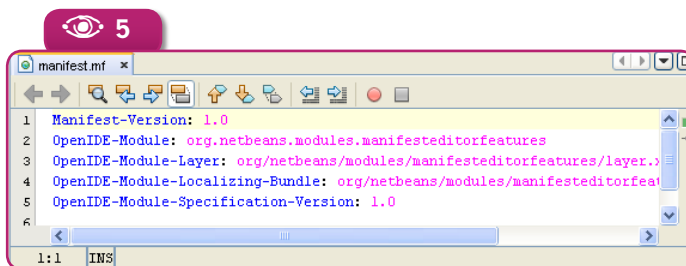 5
manifest.mf x
1 Manifest-Version: 1.0
2 OpenIDE-Module: org.netbeans.modules.manifesteditorfeatures
3 OpenIDE-Module-Layer: org/netbeans/modules/manifesteditorfeatures/layer.
4 OpenIDE-Module-Localizing-Bundle: org/netbeans/modules/manifesteditorfeat
5 OpenIDE-Module-Specification-Version: 1.0
6
1:1 INS